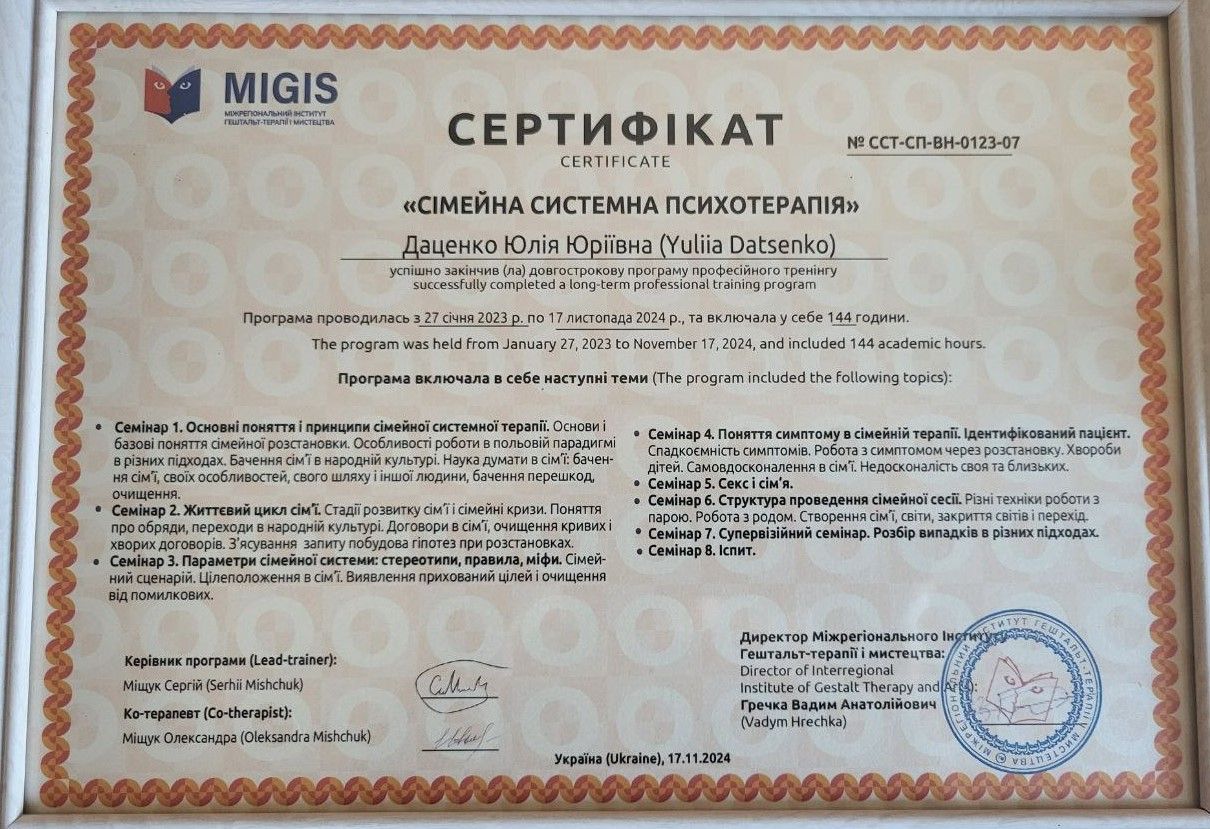 MIGIS
МІЖРЕГІОНАЛЬНИЙ ІНСТИТУТ
ГЕШТАЛЬТ-ТЕРАПІЇ І МИСТЕЦТВА
СЕРТИФІКАТ
CERTIFICATE
№ ССТ-СП-ВН-0123-07
«СІМЕЙНА СИСТЕМНА ПСИХОТЕРАПІЯ»
Даценко Юлія Юріївна (Yuliia Datsenko)
успішно закінчив (ла) довгострокову програму професійного тренінгу
successfully completed a long-term professional training program
Програма проводилась з 27 січня 2023 р. по 17 листопада 2024 р., та включала у себе 144 години.
The program was held from January 27, 2023 to November 17, 2024, and included 144 academic hours.
Програма включала в себе наступні теми (The program included the following topics):
• Семінар 1. Основні поняття і принципи сімейної системної терапії. Основи і
базові поняття сімейної розстановки. Особливості роботи в польовій парадигмі
в різних підходах. Бачення сім’ї в народній культурі. Наука думати в сім’ї: бачен-
ня сім’ї, своїх особливостей, свого шляху і іншої людини, бачення перешкод,
очищення.
• Семінар 2. Життєвий цикл сім’ї. Стадії розвитку сім’ї і сімейні кризи. Поняття
про обряди, переходи в народній культурі. Договори в сім’ї, очищення кривих і
хворих договорів. З’ясування запиту побудова гіпотез при розстановках.
• Семінар 3. Параметри сімейної системи: стереотипи, правила, міфи. Сімей-
ний сценарій. Цілеположення в сім’ї. Виявлення прихований цілей і очищення
від помилкових.
• Семінар 4. Поняття симптому в сімейній терапії. Ідентифікований пацієнт.
Спадкоємність симптомів. Робота з симптомом через розстановку. Хвороби
дітей. Самовдосконалення в сім’ї. Недосконалість своя та близьких.
• Семінар 5. Секс і сім’я.
• Семінар 6. Структура проведення сімейної сесії. Різні техніки роботи з
парою. Робота з родом. Створення сім’ї, світи, закриття світів і перехід.
• Семінар 7. Супервізійний семінар. Розбір випадків в різних підходах.
• Семінар 8. Іспит.
Керівник програми (Lead-trainer):
Міщук Сергій (Serhii Mishchuk)
Ко-терапевт (Co-therapist):
Міщук Олександра (Oleksandra Mishchuk)
Директор Міжрегіонального Інституту
Гештальт-терапії і мистецтва:
Director of Interregional
Institute of Gestalt Therapy and Arts):
Гречка Вадим Анатолійович
(Vadym Hrechka)
МІЖРЕГІОНАЛЬНИЙ ІНСТИТУТ ГЕШТАЛЬТ-ТЕРАПІЇ І МИСТЕЦТВА
Україна (Ukraine), 17.11.2024